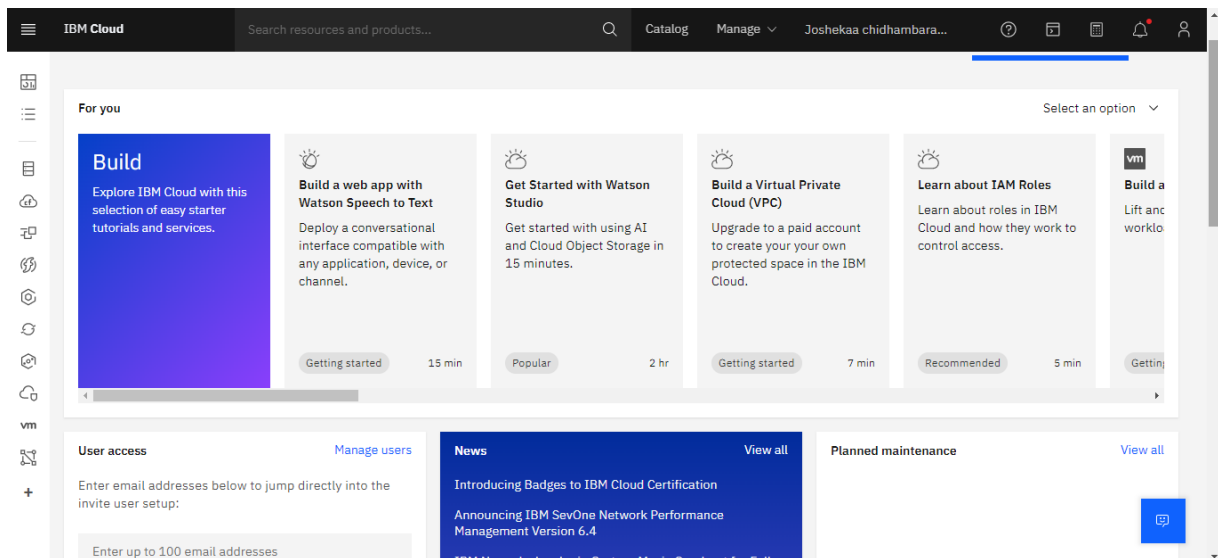 IBM Cloud
Search resources and products...
Catalog
Manage
Joshekaa chidhambara...
For you
Select an option
Build
Explore IBM Cloud with this
selection of easy starter
tutorials and services.
Build a web app with
Watson Speech to Text
Deploy a conversational
interface compatible with
any application, device, or
channel.
Getting started
15 min
Get Started with Watson
Studio
Get started with using AI
and Cloud Object Storage in
15 minutes.
Popular
2 hr
Build a Virtual Private
Cloud (VPC)
Upgrade to a paid account
to create your your own
protected space in the IBM
Cloud.
Getting started
7 min
Learn about IAM Roles
Learn about roles in IBM
Cloud and how they work to
control access.
Recommended
5 min
vm
Build a
Lift and
worklo
Getting
vm
User access
Manage users
Enter email addresses below to jump directly into the
invite user setup:
Enter up to 100 email addresses
News
View all
Introducing Badges to IBM Cloud Certification
Announcing IBM SevOne Network Performance
Management Version 6.4
Planned maintenance
View all